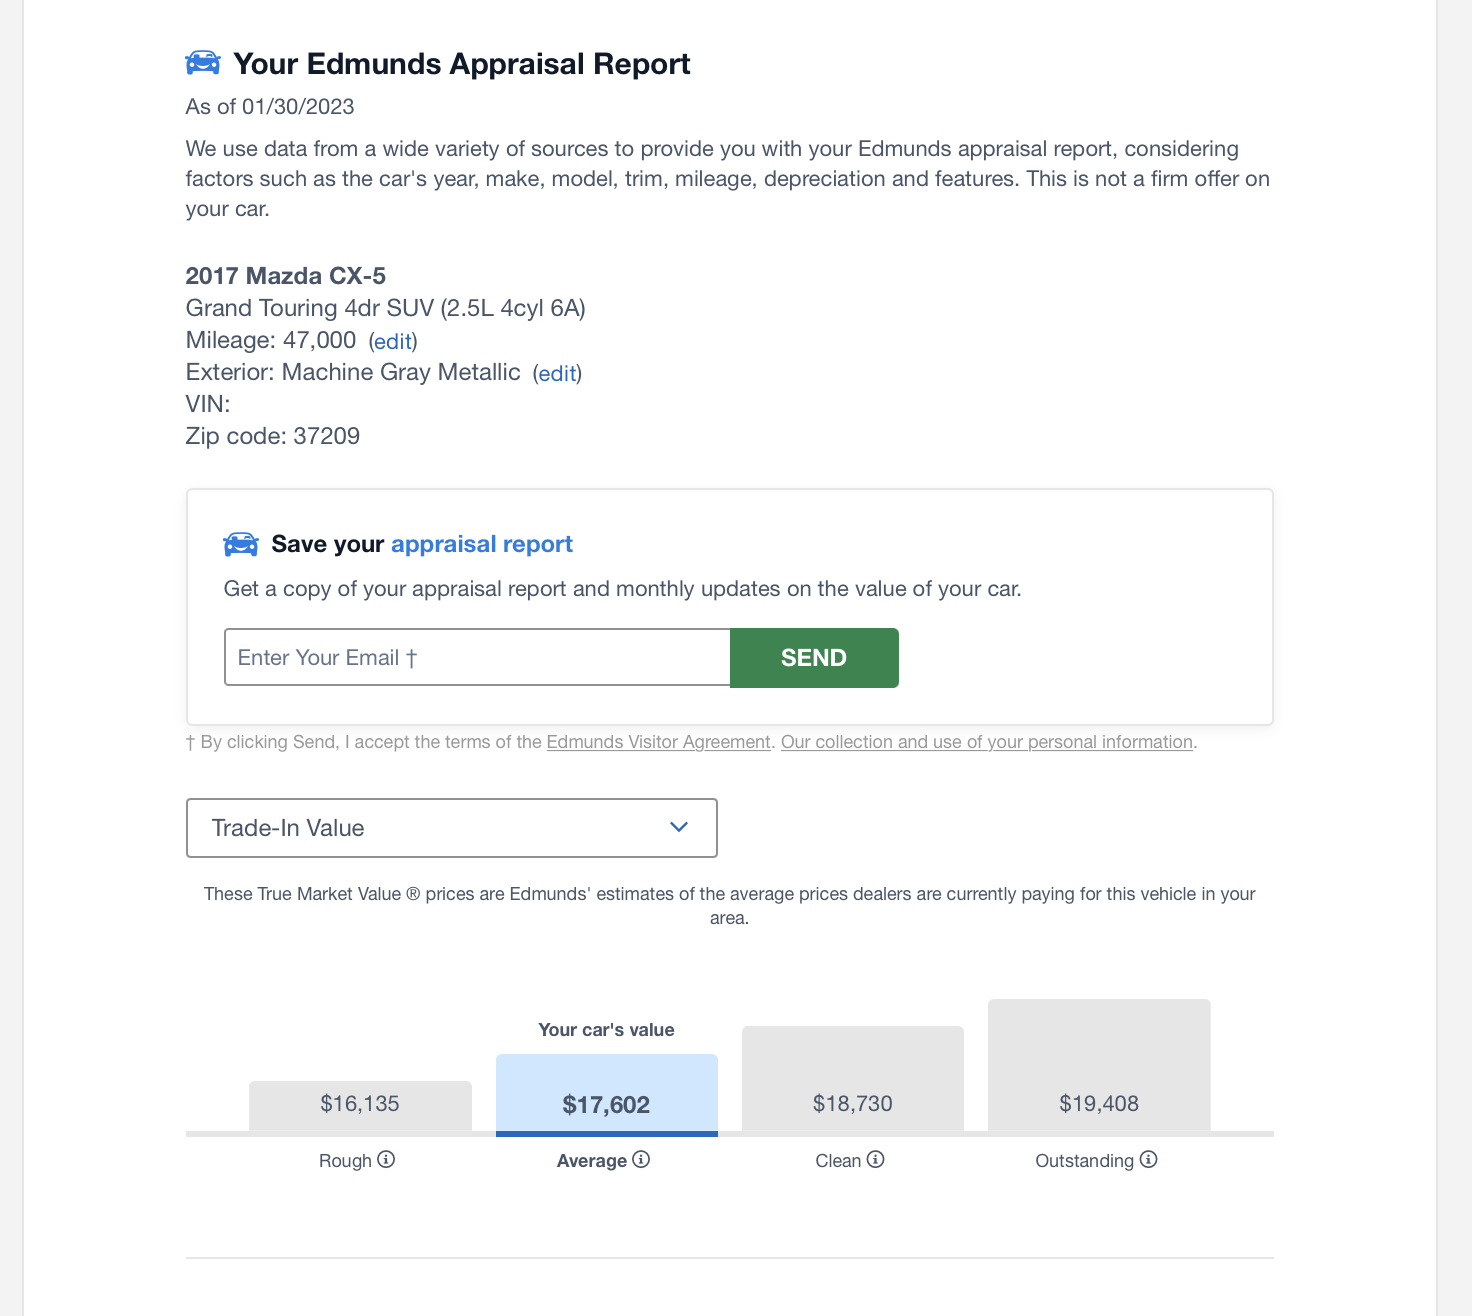 Your Edmunds Appraisal Report
As of 01/30/2023
We use data from a wide variety of sources to provide you with your Edmunds appraisal report, considering
factors such as the car's year, make, model, trim, mileage, depreciation and features. This is not a firm offer on
your car.
2017 Mazda CX-5
Grand Touring 4dr SUV (2.5L 4cyl 6A)
Mileage: 47,000 (edit)
Exterior: Machine Gray Metallic (edit)
VIN:
Zip code: 37209
Save your appraisal report
Get a copy of your appraisal report and monthly updates on the value of your car.
Enter Your Email † SEND
† By clicking Send, I accept the terms of the Edmunds Visitor Agreement. Our collection and use of your personal information.
Trade-In Value
These True Market Value ® prices are Edmunds' estimates of the average prices dealers are currently paying for this vehicle in your
area.
Your car's value
$16,135 $17,602 $18,730 $19,408
Rough Average Clean Outstanding